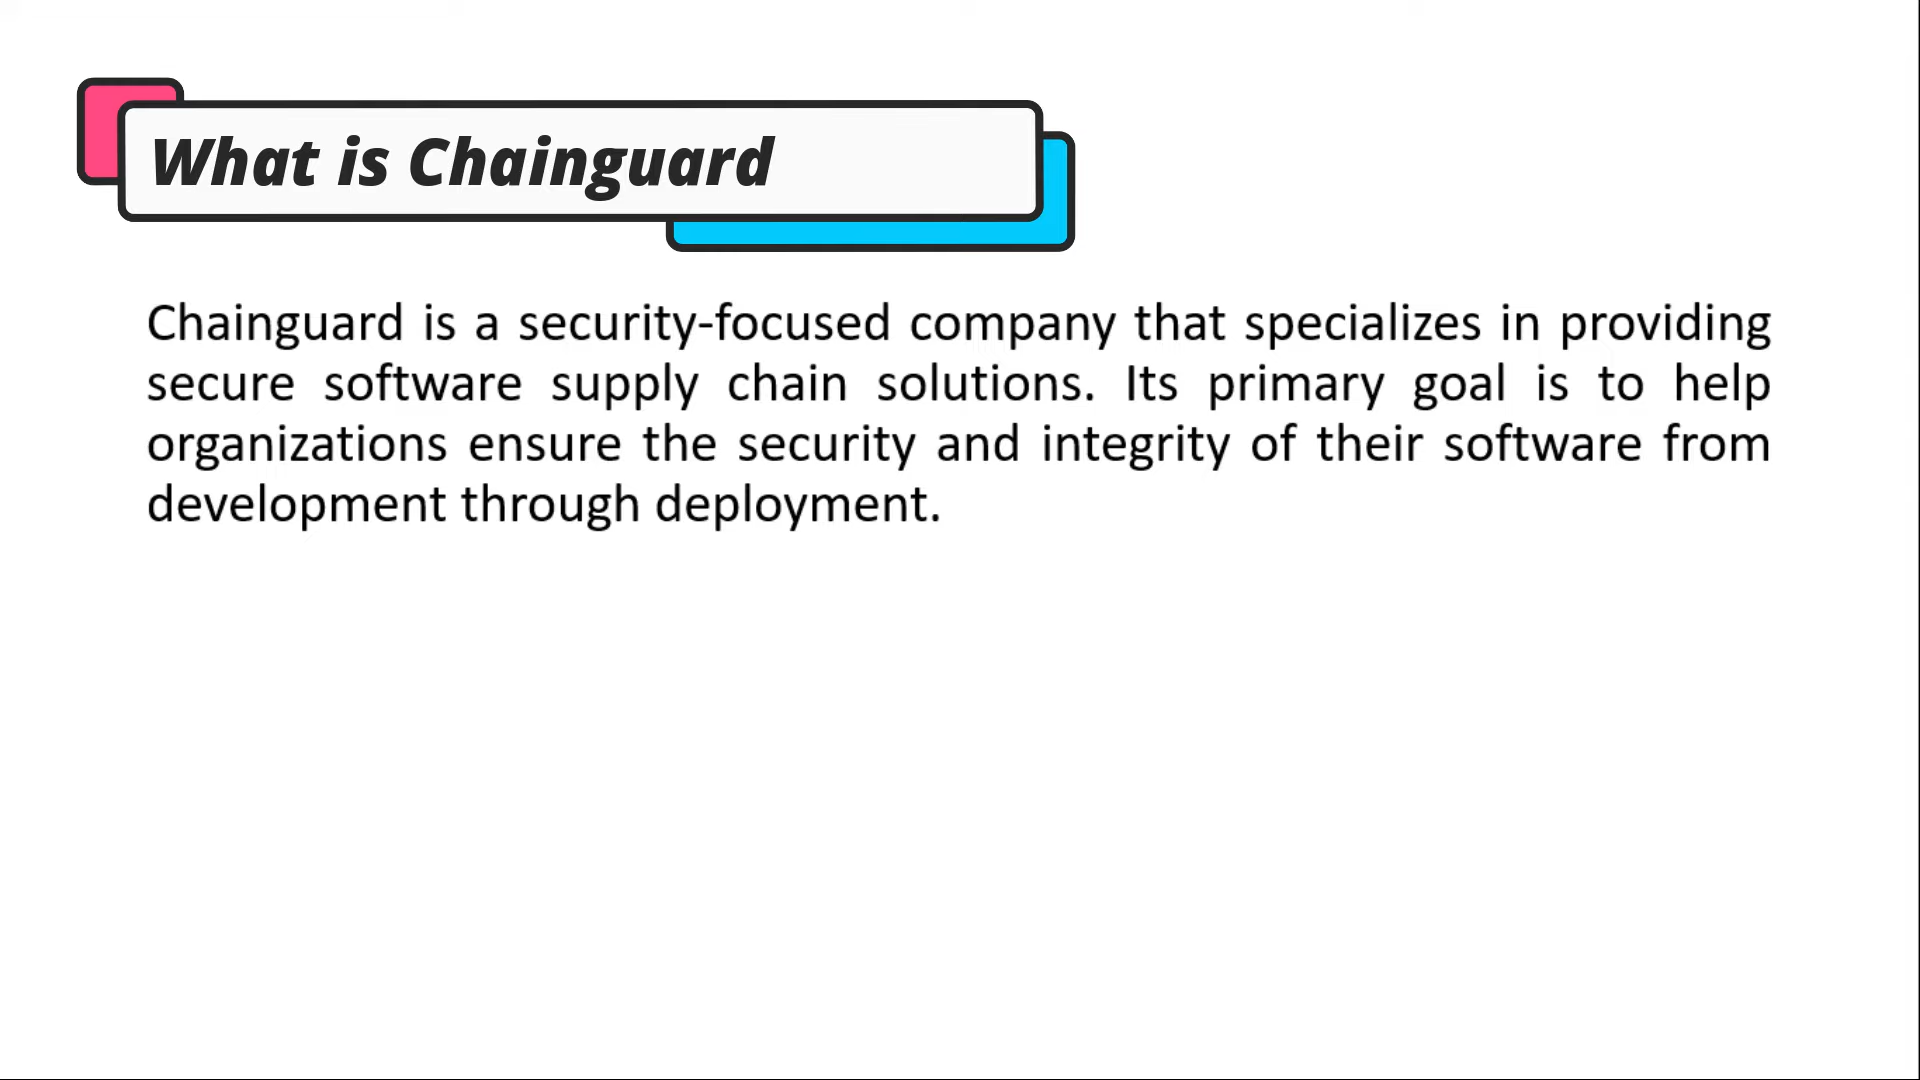 What is Chainguard
Chainguard is a security-focused company that specializes in providing
secure software supply chain solutions. Its primary goal is to help
organizations ensure the security and integrity of their software from
development through deployment.